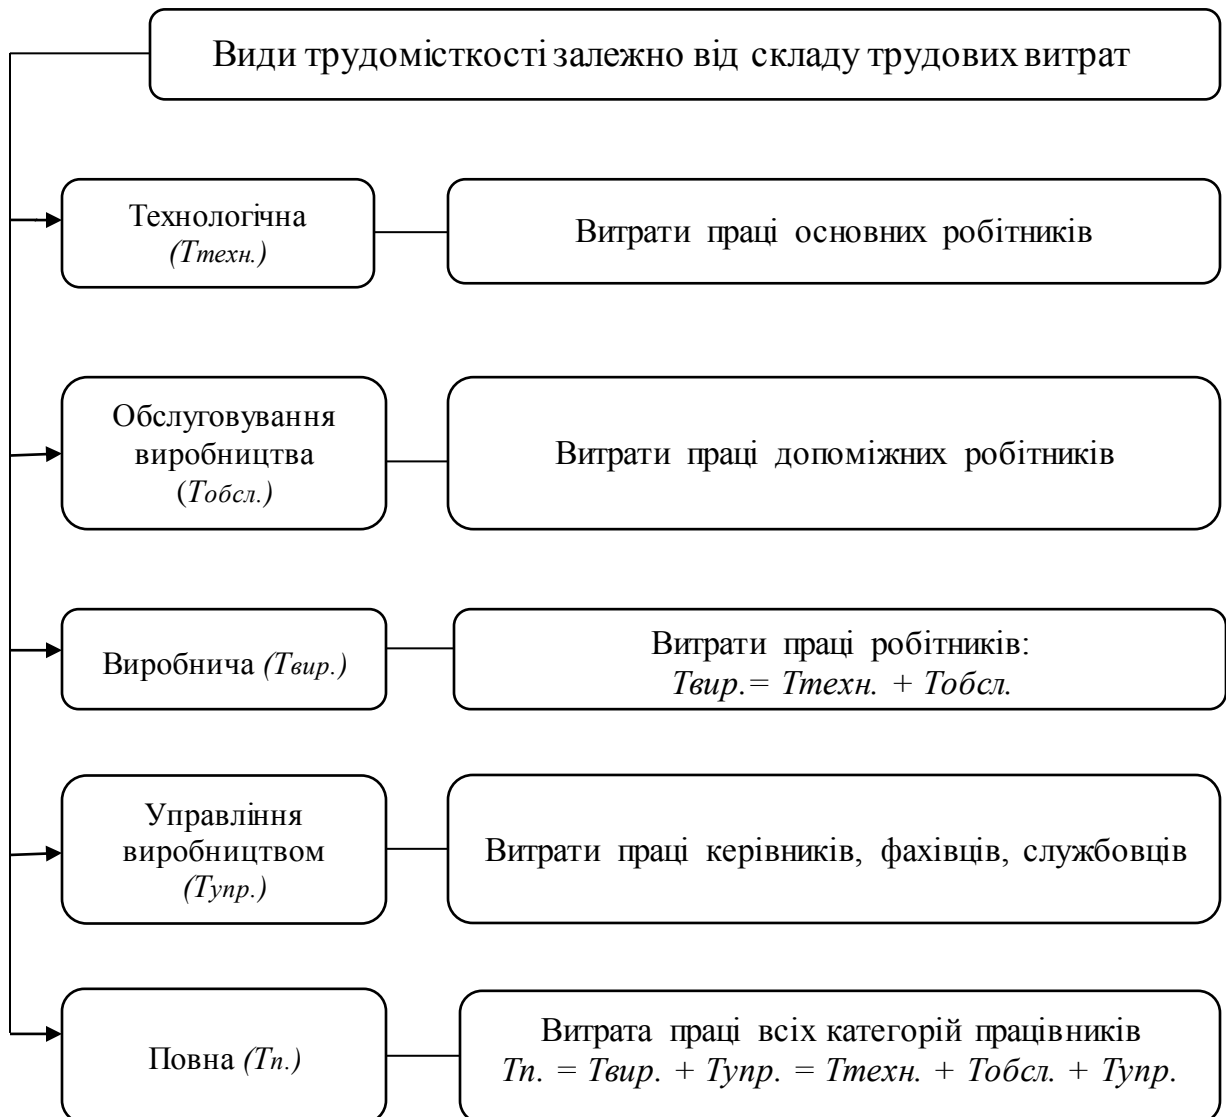 Види трудомісткості залежно від складу трудових витрат
Технологічна
(Ттехн.)
Витрати праці основних робітників
Обслуговування
виробництва
(Тобсл.)
Витрати праці допоміжних робітників
Виробнича (Твир.)
Витрати праці робітників:
Твир.= Ттехн. + Тобсл.
Управління
виробництвом
(Тупр.)
Витрати праці керівників, фахівців, службовців
Повна (Тп.)
Витрата праці всіх категорій працівників
Тп. = Твир. + Тупр. = Ттехн. + Тобсл. + Тупр.